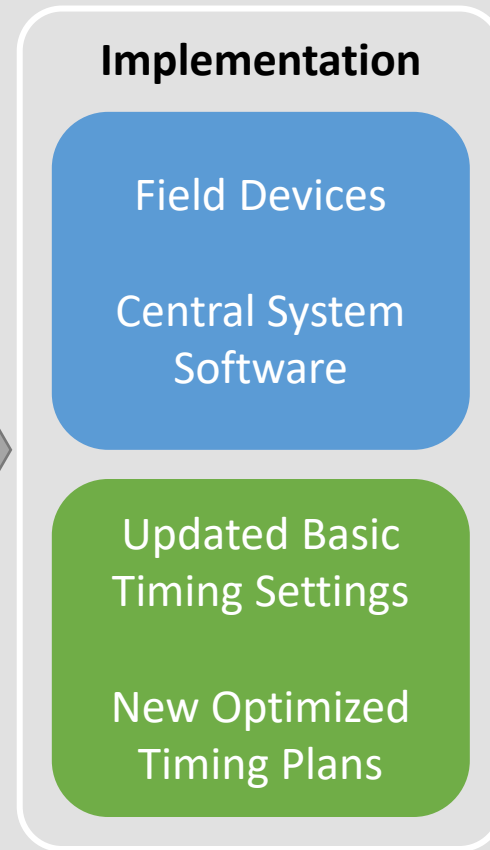 Implementation
Field Devices
Central System
Software
Updated Basic
Timing Settings
New Optimized
Timing Plans